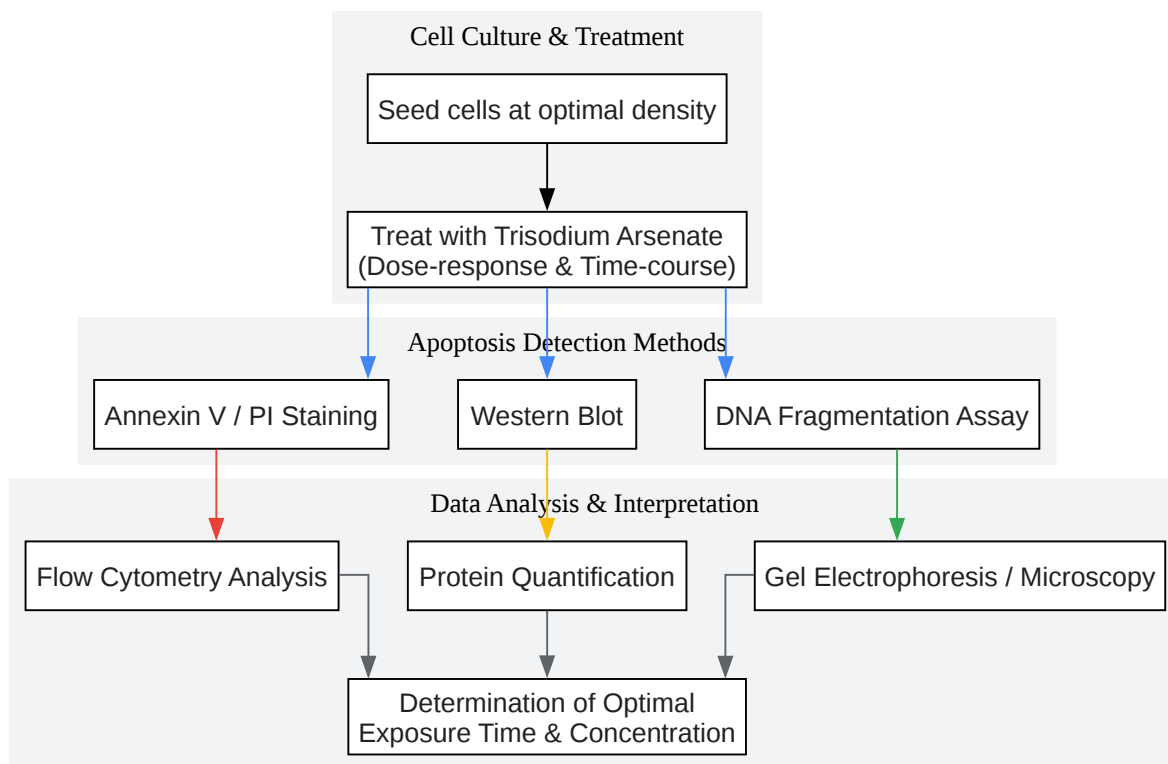 Cell Culture & Treatment
Seed cells at optimal density
Treat with Trisodium Arsenate
(Dose-response & Time-course)
Apoptosis Detection Methods
Annexin V / PI Staining
Western Blot
DNA Fragmentation Assay
Data Analysis & Interpretation
Flow Cytometry Analysis
Protein Quantification
Gel Electrophoresis / Microscopy
Determination of Optimal
Exposure Time & Concentration